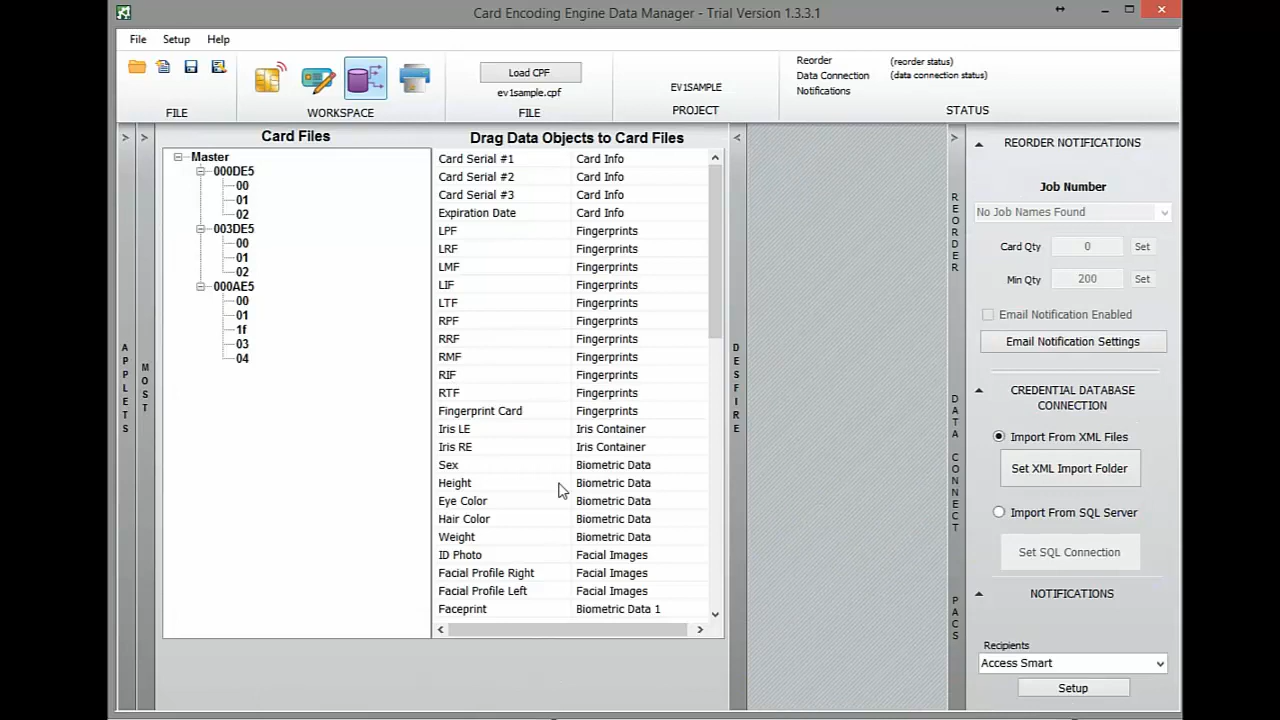 Card Encoding Engine Data Manager - Trial Version 1.3.3.1
File Setup Help
Load CPF
ev1sample.cpf
EV1SAMPLE
Reorder (reorder status)
Data Connection (data connection status)
Notifications
FILE WORKSPACE FILE PROJECT STATUS
Card Files
Master
000DE5
00
01
02
003DE5
00
01
02
000AE5
00
01
1f
03
04
Drag Data Objects to Card Files
Card Serial #1 Card Info
Card Serial #2 Card Info
Card Serial #3 Card Info
Expiration Date Card Info
LPF Fingerprints
LRF Fingerprints
LMF Fingerprints
LIF Fingerprints
LTF Fingerprints
RPF Fingerprints
RRF Fingerprints
RMF Fingerprints
RIF Fingerprints
RTF Fingerprints
Fingerprint Card Fingerprints
Iris LE Iris Container
Iris RE Iris Container
Sex Biometric Data
Height Biometric Data
Eye Color Biometric Data
Hair Color Biometric Data
Weight Biometric Data
ID Photo Facial Images
Facial Profile Right Facial Images
Facial Profile Left Facial Images
Faceprint Biometric Data 1
APPLETS
MOST
DESFIRE
REORDER
DATA CONNECT
PACS
REORDER NOTIFICATIONS
Job Number
No Job Names Found
Card Qty 0 Set
Min Qty 200 Set
Email Notification Enabled
Email Notification Settings
CREDENTIAL DATABASE
CONNECTION
Import From XML Files
Set XML Import Folder
Import From SQL Server
Set SQL Connection
NOTIFICATIONS
Recipients
Access Smart
Setup